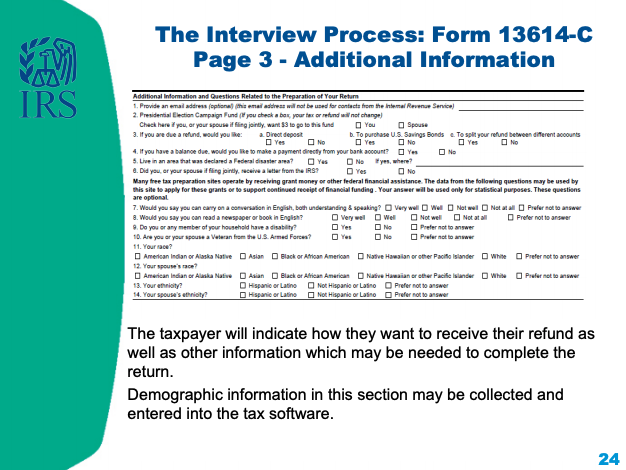 The Interview Process: Form 13614-C
Page 3 - Additional Information
IRS
Additional Information and Questions Related to the Preparation of Your Return
1. Provide an email address (optional) (this email address will not be used for contacts from the Internal Revenue Service)
2. Presidential Election Campaign Fund (If you check a box, your tax or refund will not change)
Check here if you, or your spouse if filing jointly, want $3 to go to this fund You Spouse
3. If you are due a refund, would you like: a. Direct deposit b. To purchase U.S. Savings Bonds c. To split your refund between different accounts
Yes No Yes No Yes No
4. If you have a balance due, would you like to make a payment directly from your bank account? Yes No
5. Live in an area that was declared a Federal disaster area? Yes No If yes, where?
6. Did you, or your spouse if filing jointly, receive a letter from the IRS? Yes No
Many free tax preparation sites operate by receiving grant money or other federal financial assistance. The data from the following questions may be used by
this site to apply for these grants or to support continued receipt of financial funding . Your answer will be used only for statistical purposes. These questions
are optional.
7. Would you say you can carry on a conversation in English, both understanding & speaking? Very well Well Not well Not at all Prefer not to answer
8. Would you say you can read a newspaper or book in English? Very well Well Not well Not at all Prefer not to answer
9. Do you or any member of your household have a disability? Yes No Prefer not to answer
10. Are you or your spouse a Veteran from the U.S. Armed Forces? Yes No Prefer not to answer
11. Your race?
American Indian or Alaska Native Asian Black or African American Native Hawaiian or other Pacific Islander White Prefer not to answer
12. Your spouse's race?
American Indian or Alaska Native Asian Black or African American Native Hawaiian or other Pacific Islander White Prefer not to answer
13. Your ethnicity? Hispanic or Latino Not Hispanic or Latino Prefer not to answer
14. Your spouse's ethnicity? Hispanic or Latino Not Hispanic or Latino Prefer not to answer
The taxpayer will indicate how they want to receive their refund as
well as other information which may be needed to complete the
return.
Demographic information in this section may be collected and
entered into the tax software.
24